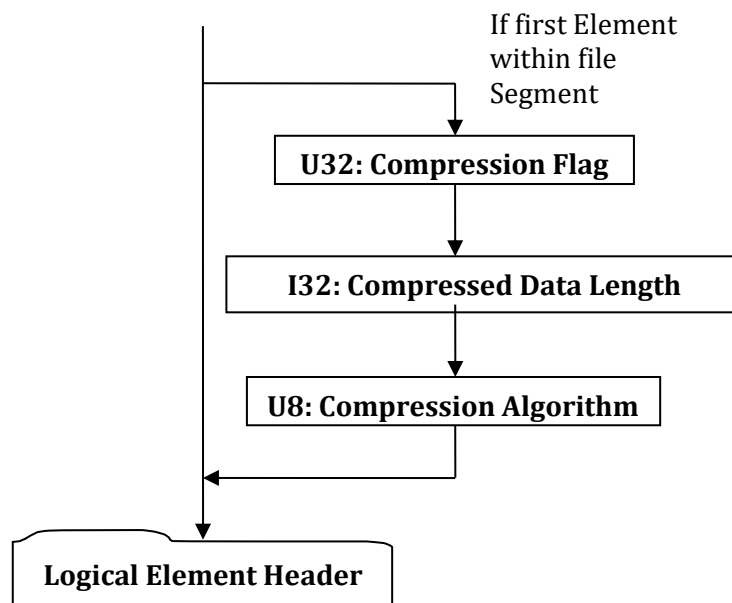 If first Element
within file
Segment
U32: Compression Flag
I32: Compressed Data Length
U8: Compression Algorithm
Logical Element Header